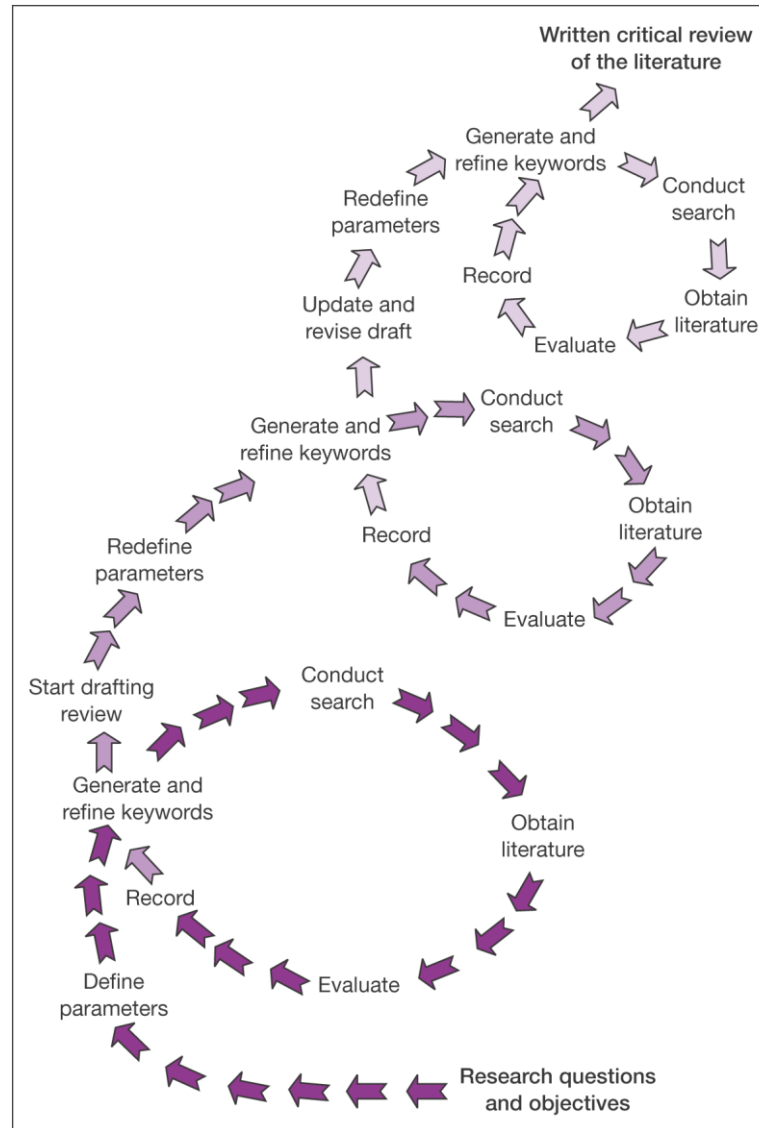 Written critical review
of the literature
Generate and
refine keywords
Conduct
search
Redefine
parameters
Record
Obtain
literature
Update and
revise draft
Evaluate
Conduct
search
Generate and
refine keywords
Obtain
literature
Record
Redefine
parameters
Evaluate
Conduct
search
Start drafting
review
Generate and
refine keywords
Obtain
literature
Record
Define
parameters
Evaluate
Research questions
and objectives